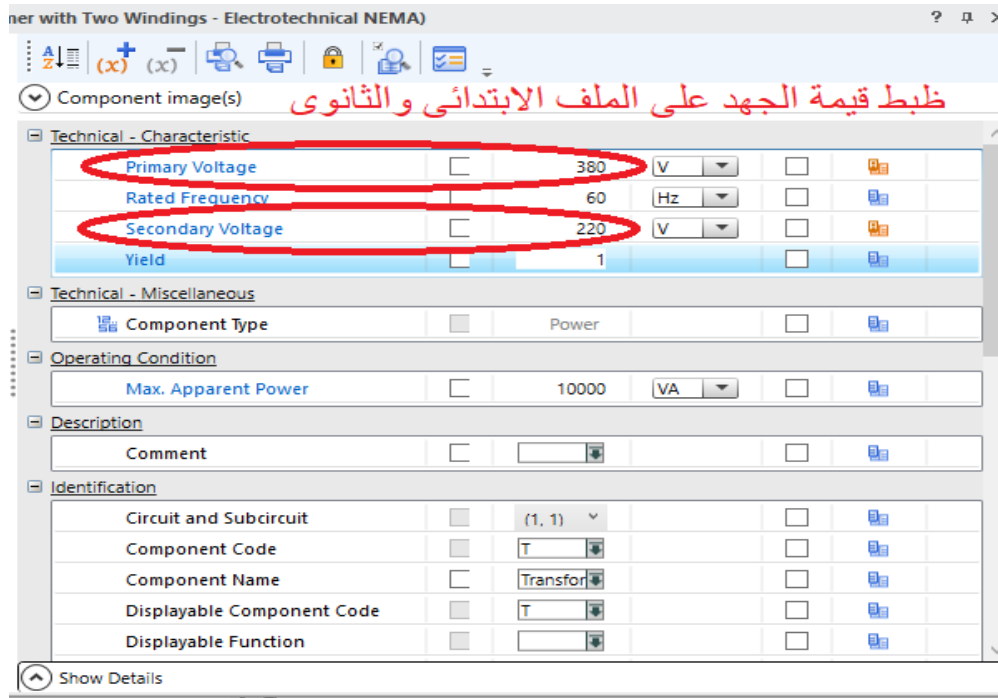 ner with Two Windings - Electrotechnical NEMA)
Component image(s)
ظبط قيمة الجهد على الملف الابتدائى والثانوى
Technical - Characteristic
Primary Voltage 380 V
Rated Frequency 60 Hz
Secondary Voltage 220 V
Yield 1
Technical - Miscellaneous
Component Type Power
Operating Condition
Max. Apparent Power 10000 VA
Description
Comment
Identification
Circuit and Subcircuit (1, 1)
Component Code T
Component Name Transfor
Displayable Component Code T
Displayable Function
Show Details